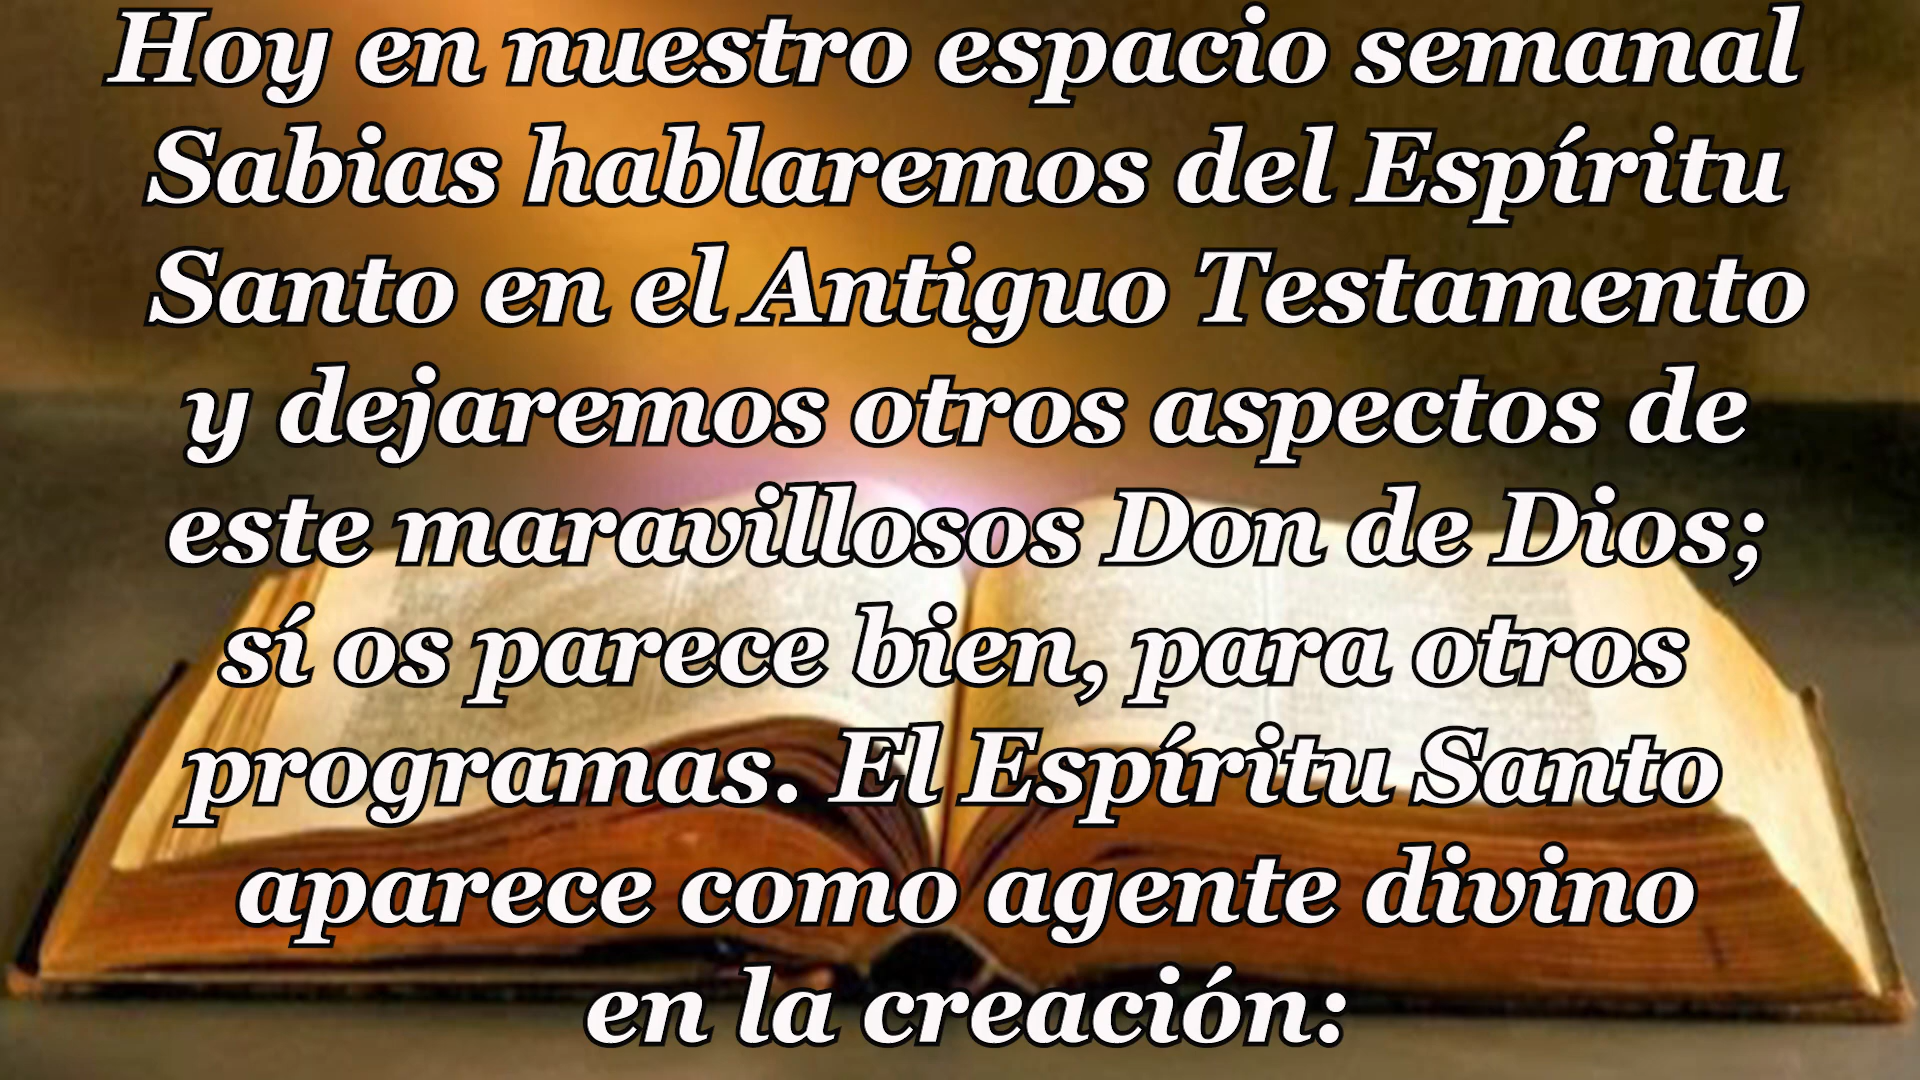 Hoy en nuestro espacio semanal
Sabias hablaremos del Espíritu
Santo en el Antiguo Testamento
y dejaremos otros aspectos de
este maravillosos Don de Dios;
sí os parece bien, para otros
programas. El Espíritu Santo
aparece como agente divino
en la creación: